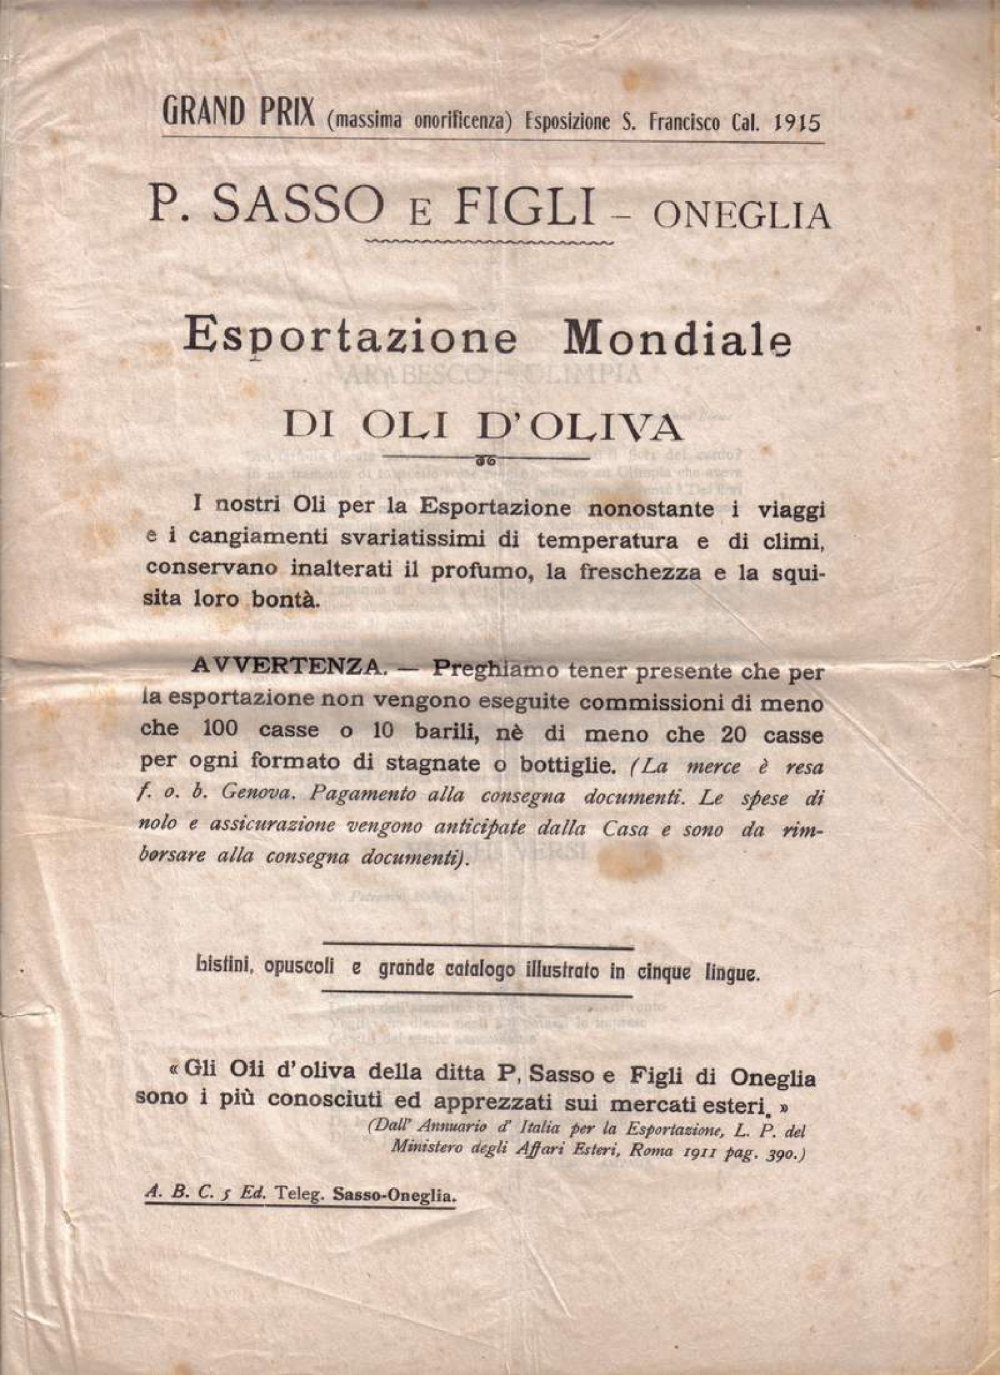 GRAND PRIX (massima onorificenza) Esposizione S. Francisco Cal. 1915
P. SASSO E FIGLI – ONEGLIA
Esportazione Mondiale
ARABESCO OLIMPIA
DI OLI D'OLIVA
I nostri Oli per la Esportazione nonostante i viaggi
e i cangiamenti svariatissimi di temperatura e di climi,
conservano inalterati il profumo, la freschezza e la squi-
sita loro bontà.
AVVERTENZA. — Preghiamo tener presente che per
la esportazione non vengono eseguite commissioni di meno
che 100 casse o 10 barili, nè di meno che 20 casse
per ogni formato di stagnate o bottiglie. (La merce è resa
f. o. b. Genova. Pagamento alla consegna documenti. Le spese di
nolo e assicurazione vengono anticipate dalla Casa e sono da rim-
borsare alla consegna documenti).
VERSI
Listini, opuscoli e grande catalogo illustrato in cinque lingue.
« Gli Oli d'oliva della ditta P. Sasso e Figli di Oneglia
sono i più conosciuti ed apprezzati sui mercati esteri. »
(Dall' Annuario d' Italia per la Esportazione, L. P. del
Ministero degli Affari Esteri, Roma 1911 pag. 390.)
A. B. C. 5 Ed. Teleg. Sasso-Oneglia.